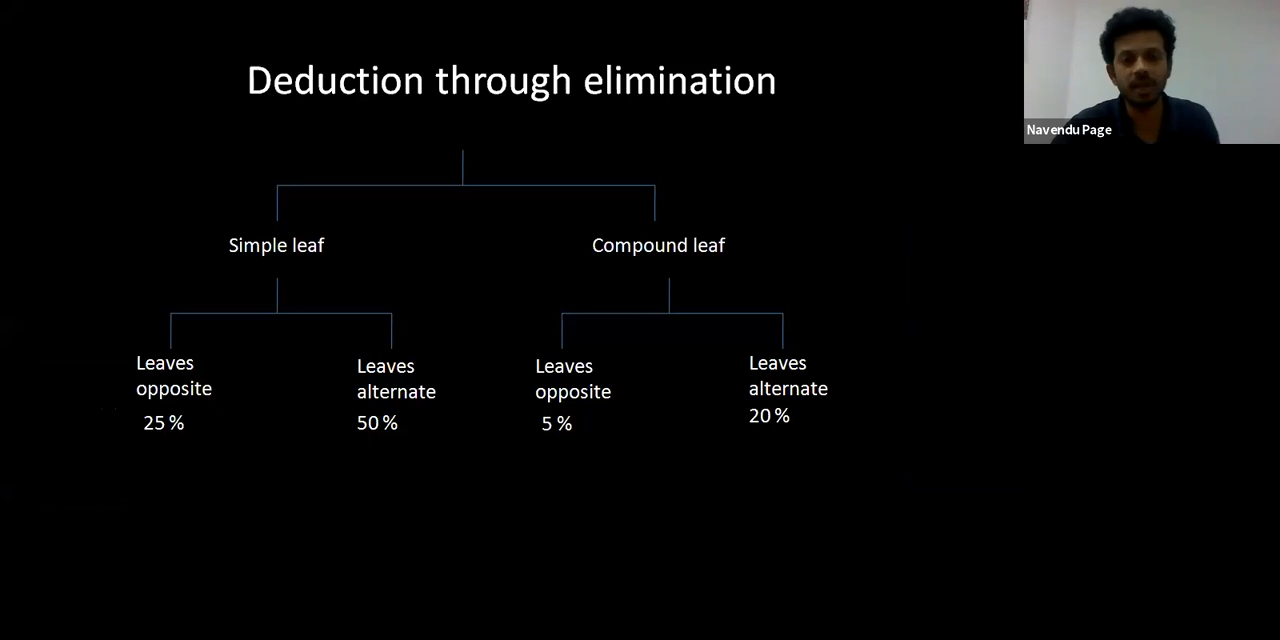 Deduction through elimination
Navendu Page
Simple leaf
Compound leaf
Leaves
opposite
25 %
Leaves
alternate
50 %
Leaves
opposite
5 %
Leaves
alternate
20 %